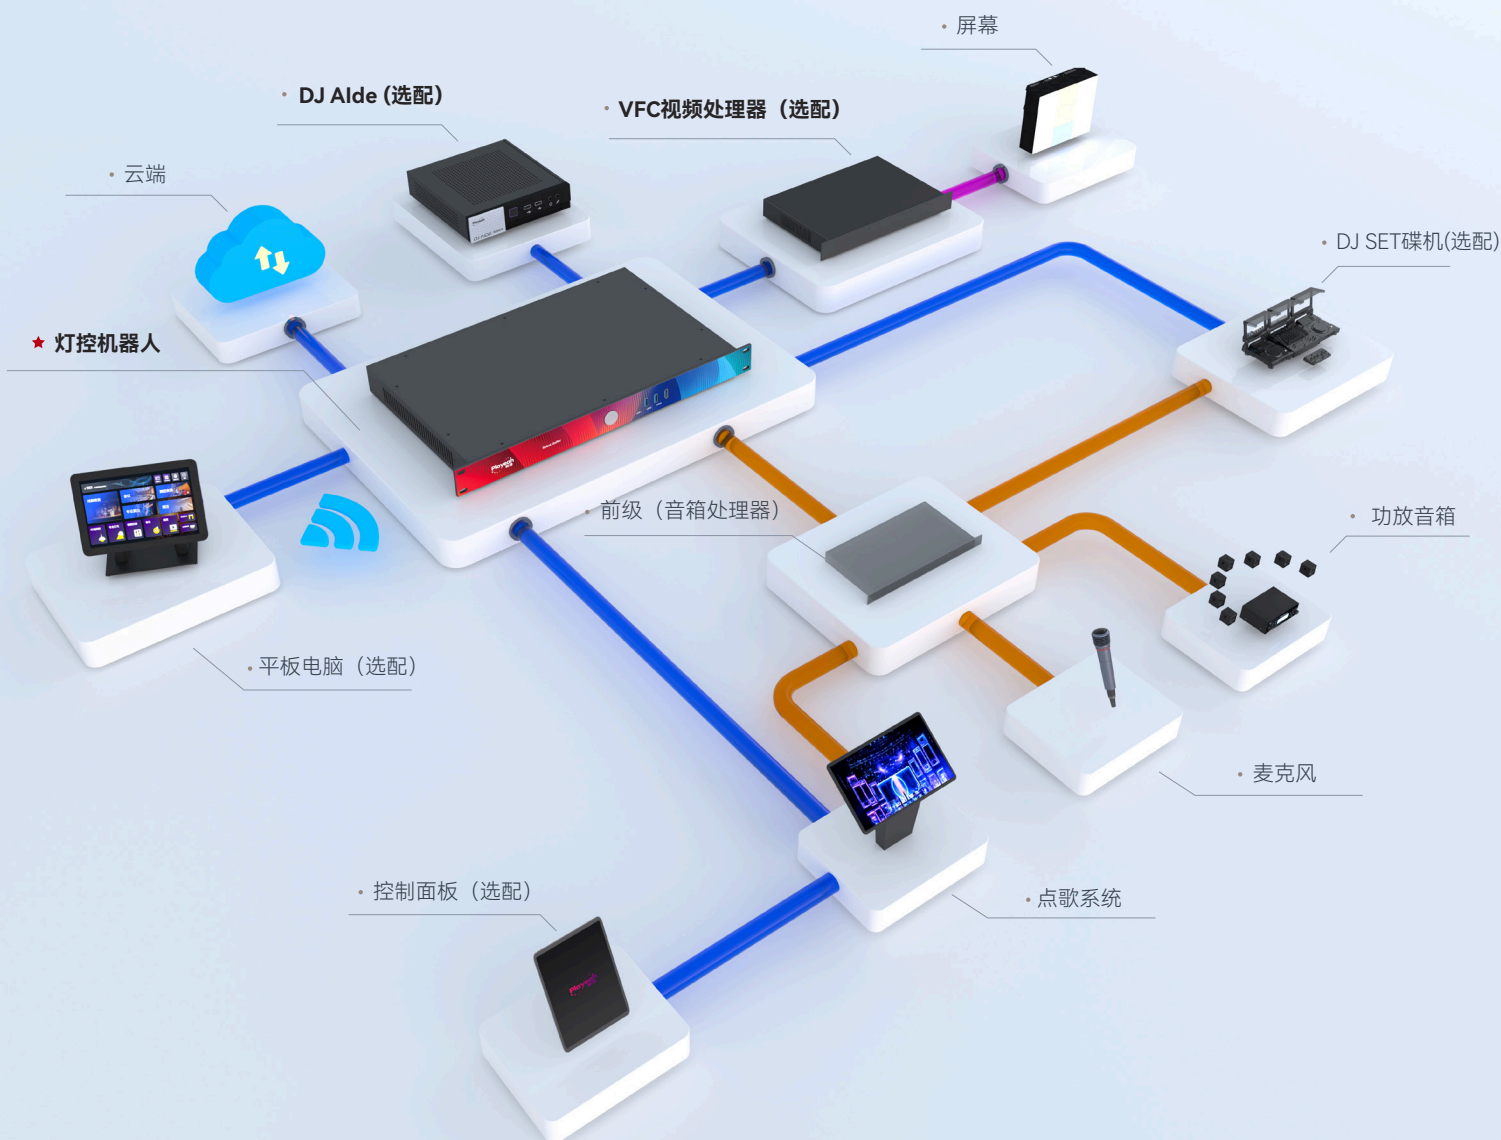 屏幕
DJ AIde (选配)
VFC视频处理器（选配）
云端
DJ SET碟机(选配)
灯控机器人
前级（音箱处理器）
功放音箱
平板电脑（选配）
麦克风
控制面板（选配）
点歌系统